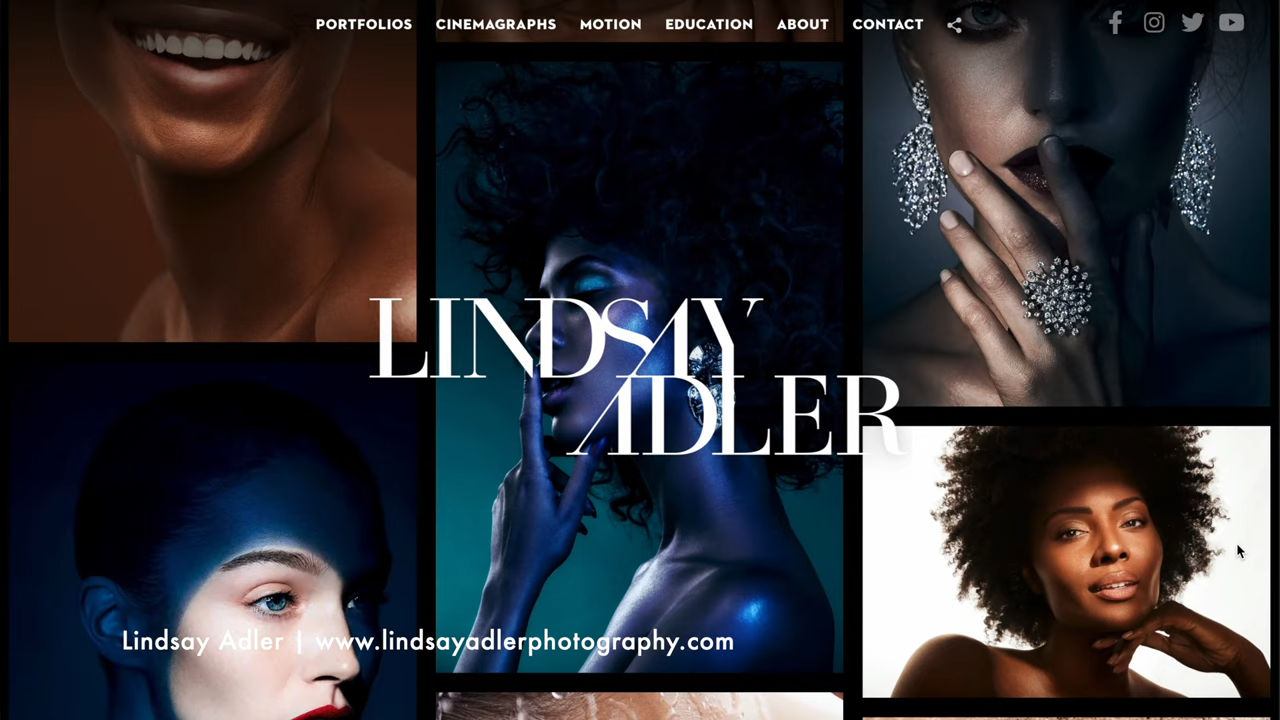 PORTFOLIOS CINEMAGRAPHS MOTION EDUCATION ABOUT CONTACT
LINDSAY
ADLER
Lindsay Adler | www.lindsayadlerphotography.com